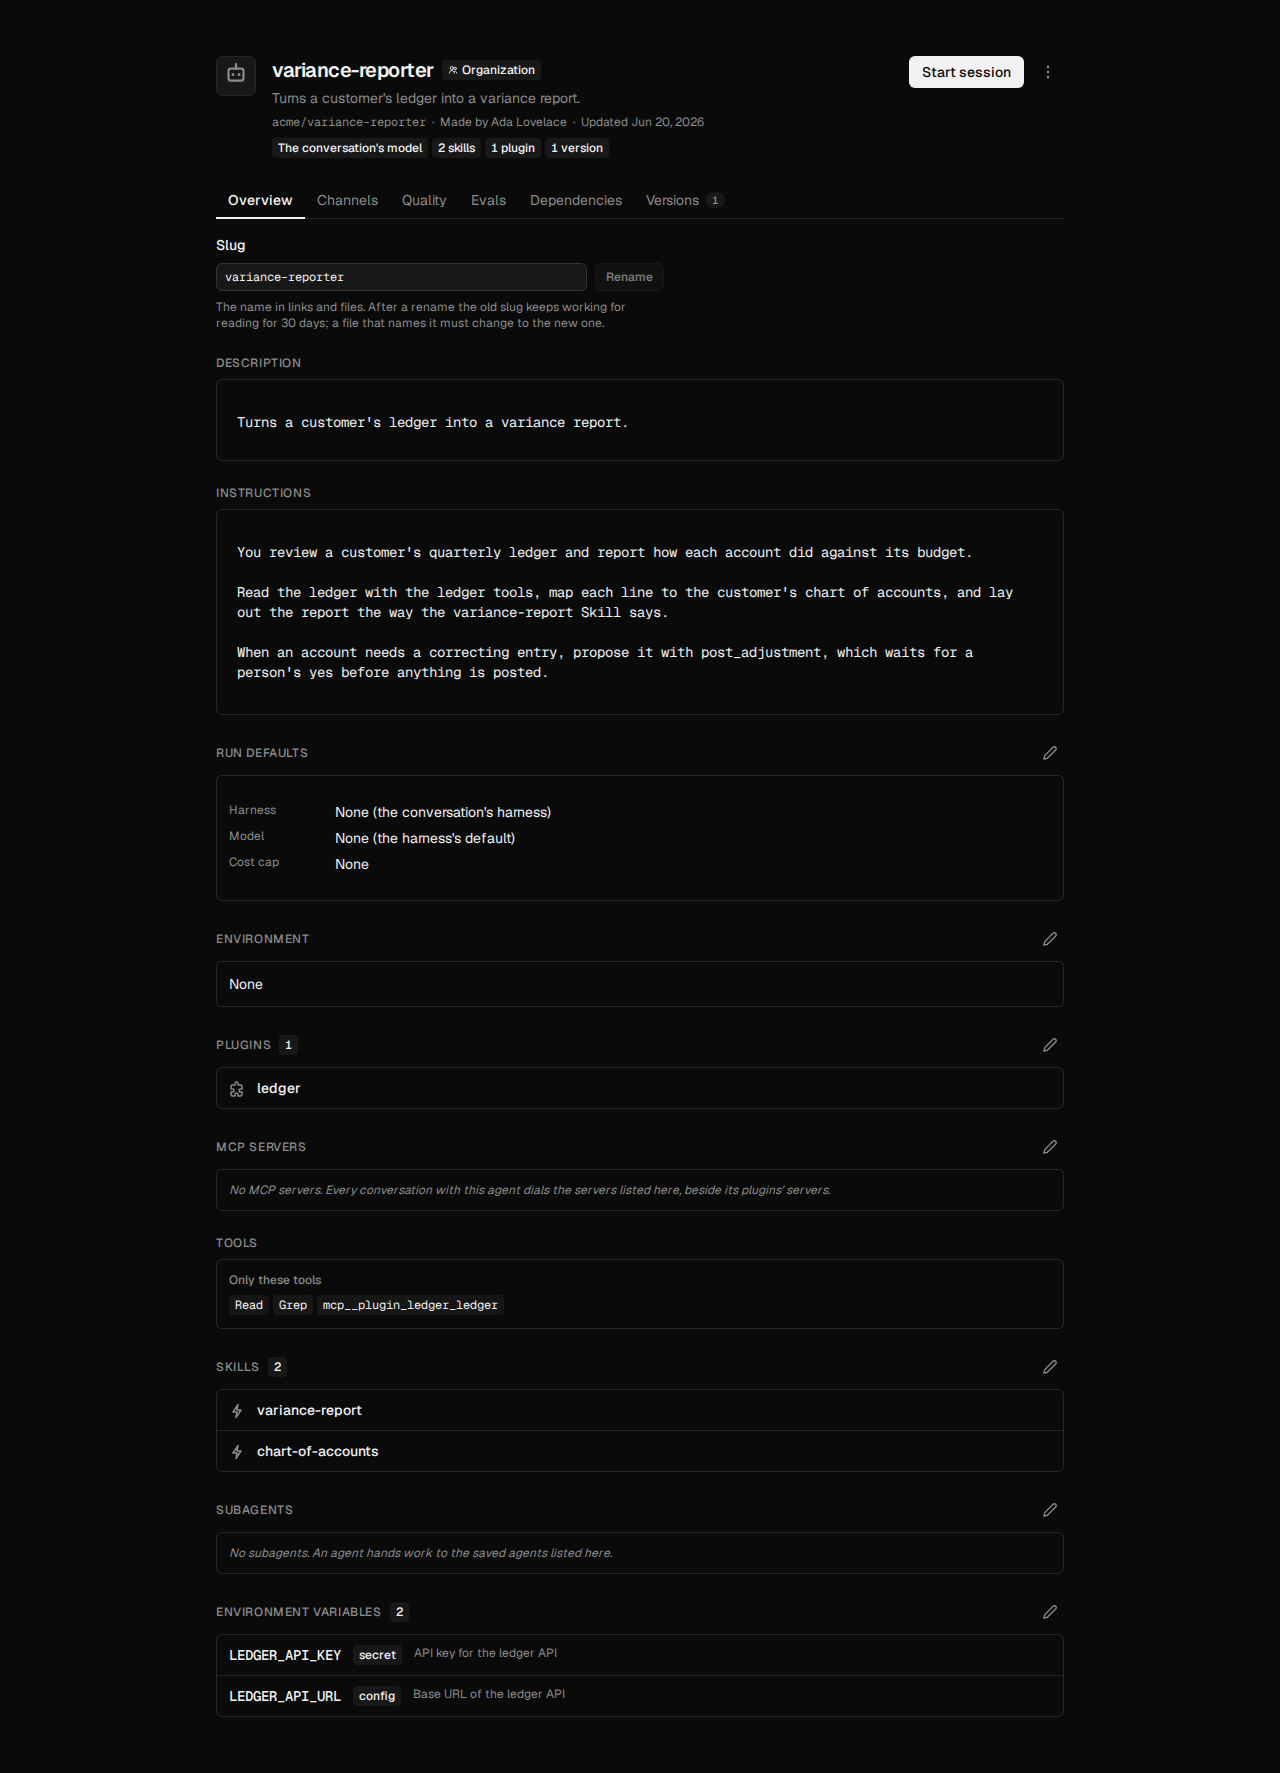 variance-reporter Organization
Start session
Turns a customer's ledger into a variance report.
acme/variance-reporter · Made by Ada Lovelace · Updated Jun 20, 2026
The conversation's model 2 skills 1 plugin 1 version
Overview Channels Quality Evals Dependencies Versions 1
Slug
variance-reporter Rename
The name in links and files. After a rename the old slug keeps working for
reading for 30 days; a file that names it must change to the new one.
DESCRIPTION
Turns a customer's ledger into a variance report.
INSTRUCTIONS
You review a customer's quarterly ledger and report how each account did against its budget.
Read the ledger with the ledger tools, map each line to the customer's chart of accounts, and lay
out the report the way the variance-report Skill says.
When an account needs a correcting entry, propose it with post_adjustment, which waits for a
person's yes before anything is posted.
RUN DEFAULTS
Harness None (the conversation's harness)
Model None (the harness's default)
Cost cap None
ENVIRONMENT
None
PLUGINS 1
ledger
MCP SERVERS
No MCP servers. Every conversation with this agent dials the servers listed here, beside its plugins' servers.
TOOLS
Only these tools
Read Grep mcp__plugin_ledger_ledger
SKILLS 2
variance-report
chart-of-accounts
SUBAGENTS
No subagents. An agent hands work to the saved agents listed here.
ENVIRONMENT VARIABLES 2
LEDGER_API_KEY secret API key for the ledger API
LEDGER_API_URL config Base URL of the ledger API